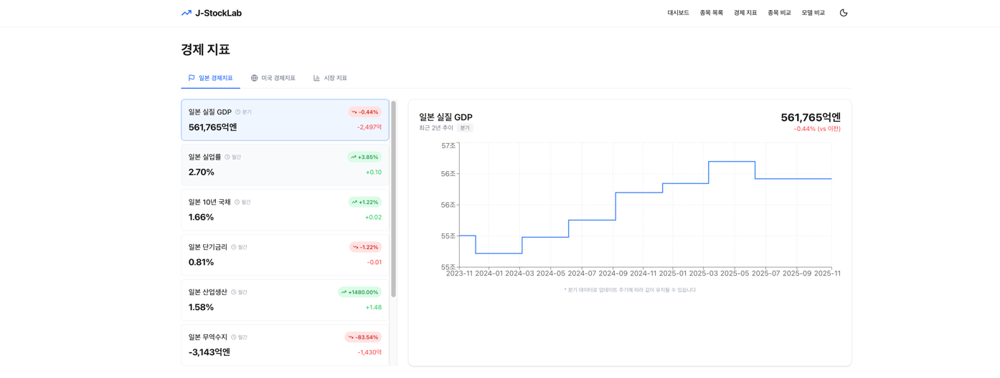 J-StockLab
대시보드 종목 목록 경제 지표 종목 비교 모델 비교
경제 지표
일본 경제지표 미국 경제지표 시장 지표
일본 실질 GDP 분기 -0.44%
561,765억엔 -2,497억
일본 실업률 월간 +3.85%
2.70% +0.10
일본 10년 국채 월간 +1.22%
1.66% +0.02
일본 단기금리 월간 -1.22%
0.81% -0.01
일본 산업생산 월간 +1480.00%
1.58% +1.48
일본 무역수지 월간 -83.54%
-3,143억엔 -1,430억
일본 실질 GDP 561,765억엔
최근 2년 추이 분기 -0.44% (vs 이전)
57조
56조
56조
55조
55조
2023-11 2024-01 2024-03 2024-05 2024-07 2024-09 2024-11 2025-01 2025-03 2025-05 2025-07 2025-09 2025-11
* 분기 데이터로 업데이트 주기에 따라 값이 유지될 수 있습니다